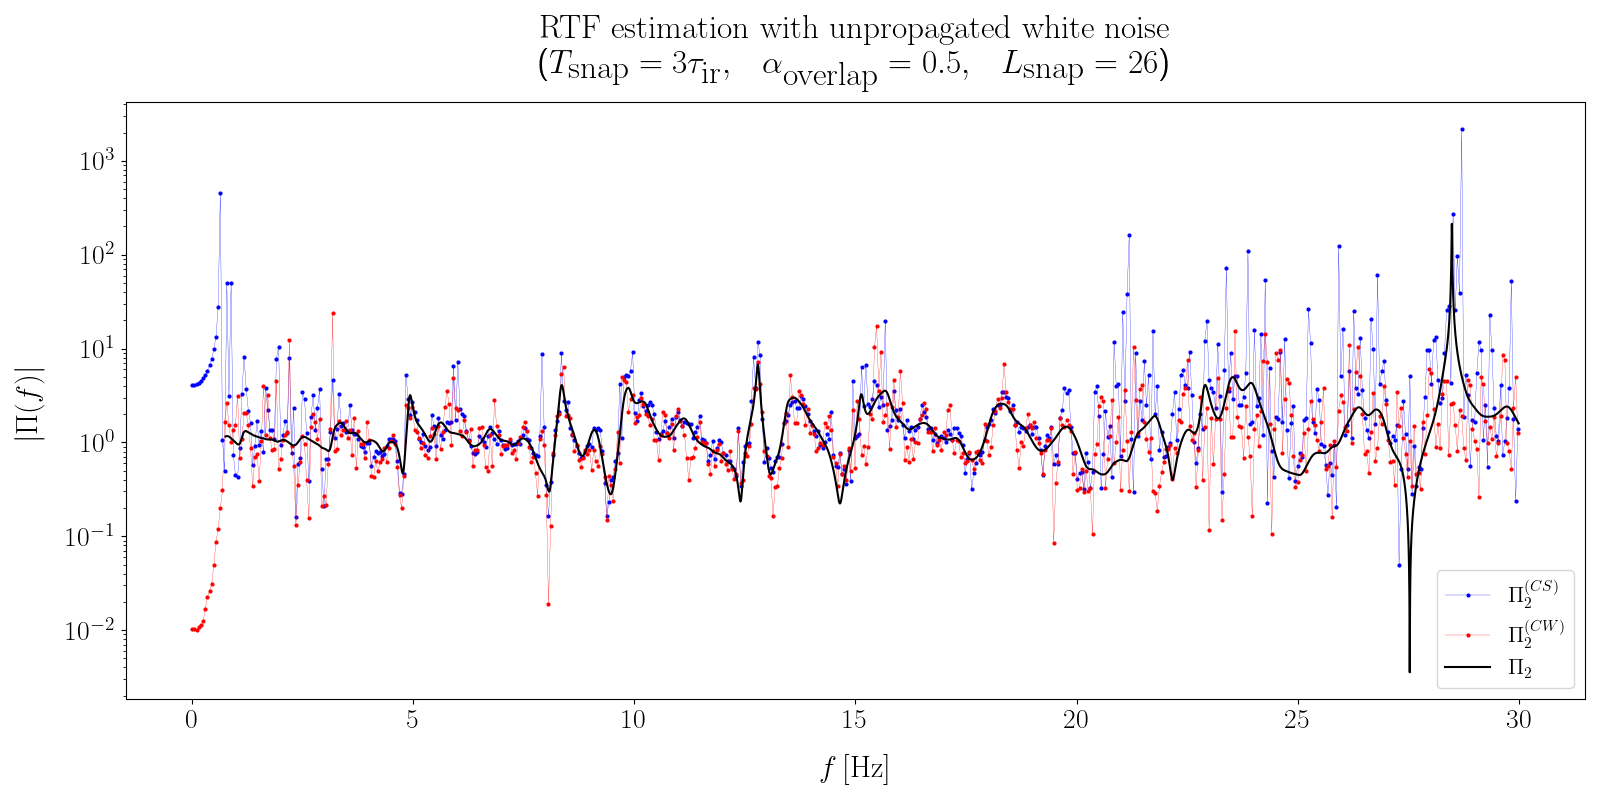 RTF estimation with unpropagated white noise
(T_snap = 3τ_ir, α_overlap = 0.5, L_snap = 26)
|Π(f)|
10^3
10^2
10^1
10^0
10^−1
10^−2
0 5 10 15 20 25 30
f [Hz]
Π_2^(CS)
Π_2^(CW)
Π_2